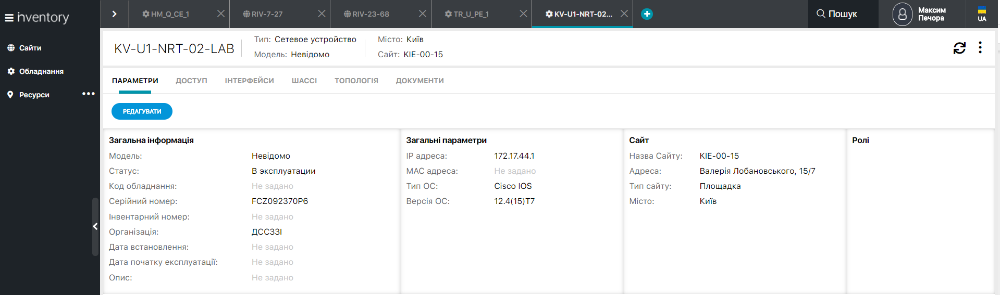 inventory
HM_Q_CE_1
RIV-7-27
RIV-23-68
TR_U_PE_1
KV-U1-NRT-02...
Пошук
Максим
Печора
UA
Сайти
Обладнання
Ресурси
KV-U1-NRT-02-LAB
Тип: Сетевое устройство
Модель: Невідомо
Місто: Київ
Сайт: KIE-00-15
ПАРАМЕТРИ ДОСТУП ІНТЕРФЕЙСИ ШАССІ ТОПОЛОГІЯ ДОКУМЕНТИ
РЕДАГУВАТИ
Загальна інформація
Модель: Невідомо
Статус: В эксплуатации
Код обладнання: Не задано
Серійний номер: FCZ092370P6
Інвентарний номер: Не задано
Організація: ДССЗЗІ
Дата встановлення: Не задано
Дата початку експлуатації: Не задано
Опис: Не задано
Загальні параметри
IP адреса: 172.17.44.1
MAC адреса: Не задано
Тип ОС: Cisco IOS
Версія ОС: 12.4(15)T7
Сайт
Назва Сайту: KIE-00-15
Адреса: Валерія Лобановського, 15/7
Тип сайту: Площадка
Місто: Київ
Ролі